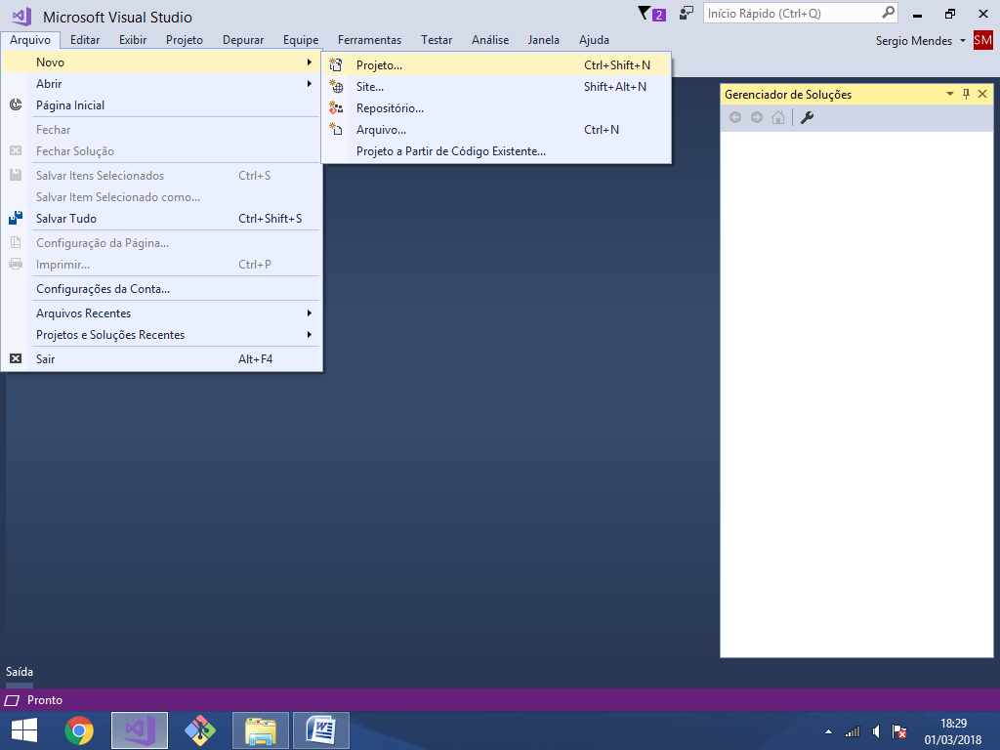 Microsoft Visual Studio
2
Início Rápido (Ctrl+Q)
Arquivo Editar Exibir Projeto Depurar Equipe Ferramentas Testar Análise Janela Ajuda
Sergio Mendes SM
Novo
Abrir
Página Inicial
Fechar
Fechar Solução
Salvar Itens Selecionados Ctrl+S
Salvar Item Selecionado como...
Salvar Tudo Ctrl+Shift+S
Configuração da Página...
Imprimir... Ctrl+P
Configurações da Conta...
Arquivos Recentes
Projetos e Soluções Recentes
Sair Alt+F4
Projeto... Ctrl+Shift+N
Site... Shift+Alt+N
Repositório...
Arquivo... Ctrl+N
Projeto a Partir de Código Existente...
Gerenciador de Soluções
Saída
Pronto
18:29
01/03/2018